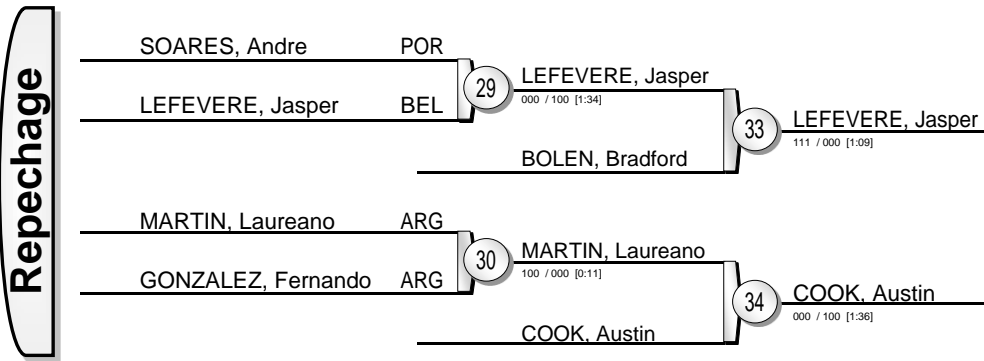 Repechage
SOARES, Andre POR
LEFEVERE, Jasper BEL
29
LEFEVERE, Jasper
000 / 100 [1:34]
BOLEN, Bradford
33
LEFEVERE, Jasper
111 / 000 [1:09]
MARTIN, Laureano ARG
GONZALEZ, Fernando ARG
30
MARTIN, Laureano
100 / 000 [0:11]
COOK, Austin
34
COOK, Austin
000 / 100 [1:36]